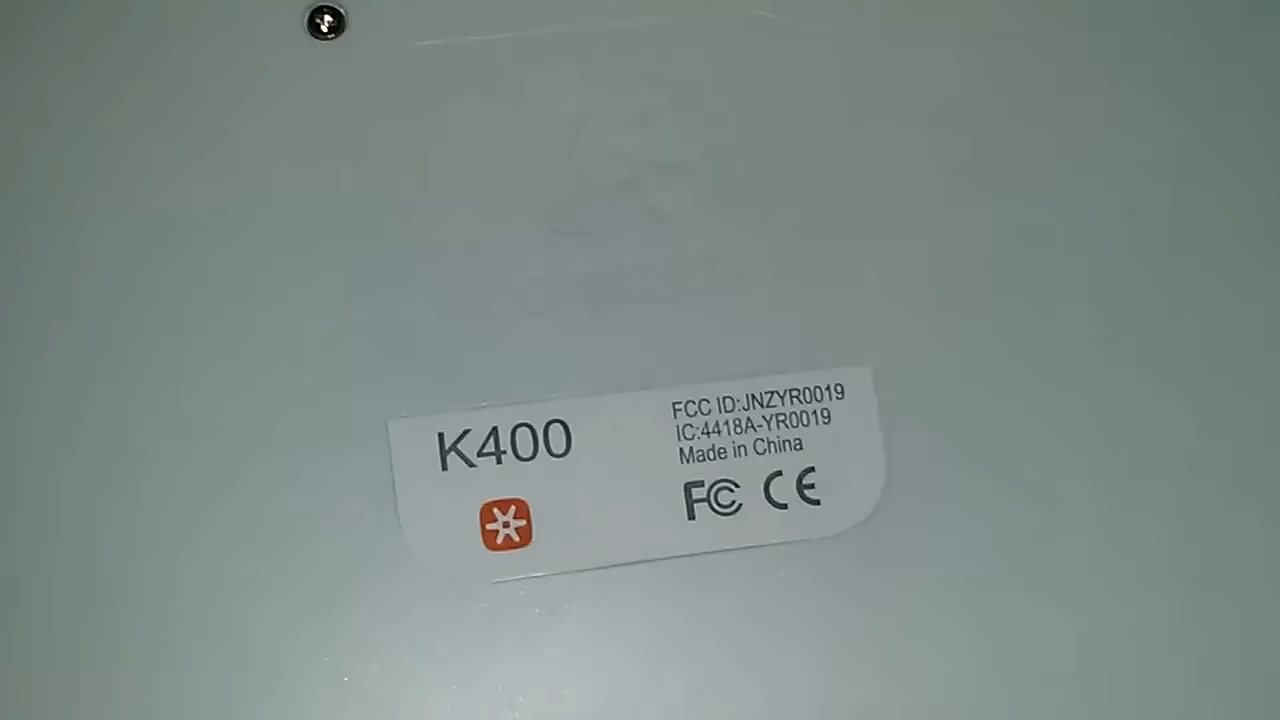 K400
FCC ID:JNZYR0019
IC:4418A-YR0019
Made in China
FC CE